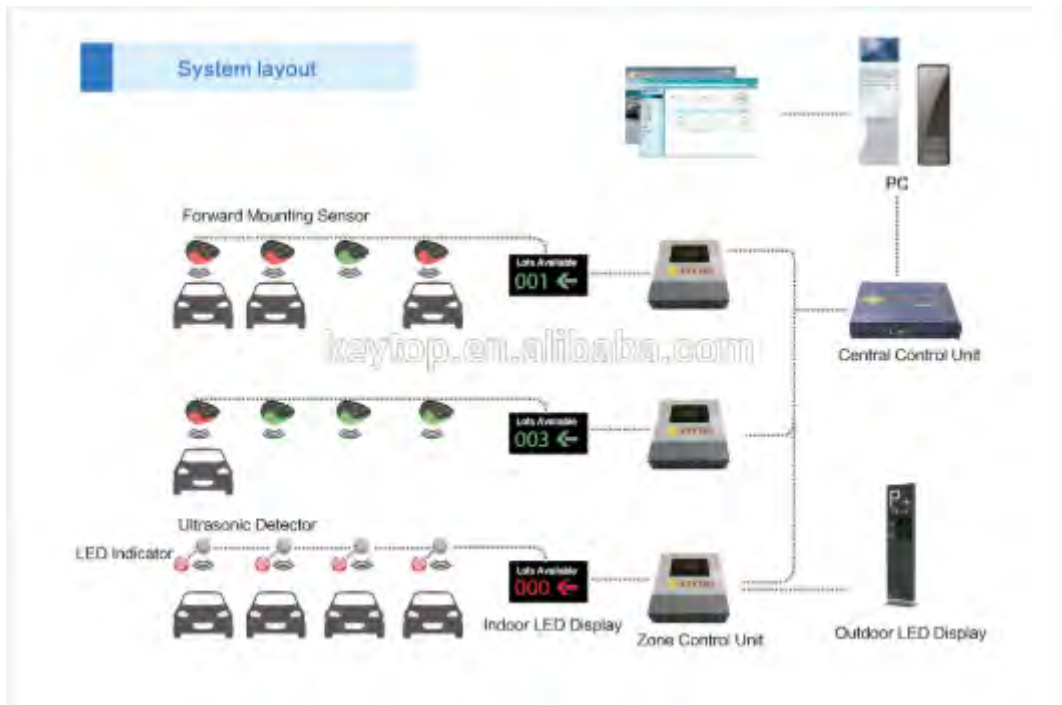 System layout
PC
Forward Mounting Sensor
Lots Available
001
Central Control Unit
keytop.en.alibaba.com
Lots Available
003
Ultrasonic Detector
LED Indicator
Lots Available
000
Indoor LED Display
Zone Control Unit
Outdoor LED Display